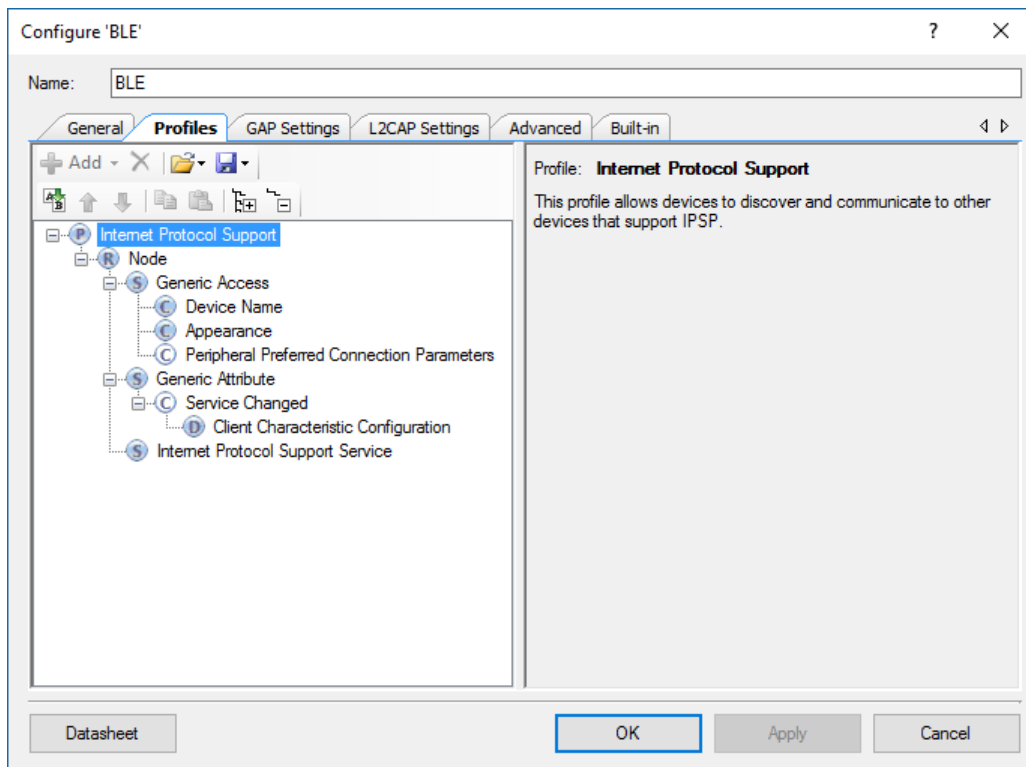 Configure 'BLE'
?
Name: BLE
General Profiles GAP Settings L2CAP Settings Advanced Built-in
Add
A B
P Internet Protocol Support
R Node
S Generic Access
C Device Name
C Appearance
C Peripheral Preferred Connection Parameters
S Generic Attribute
C Service Changed
D Client Characteristic Configuration
S Internet Protocol Support Service
Profile: Internet Protocol Support
This profile allows devices to discover and communicate to other
devices that support IPSP.
Datasheet OK Apply Cancel